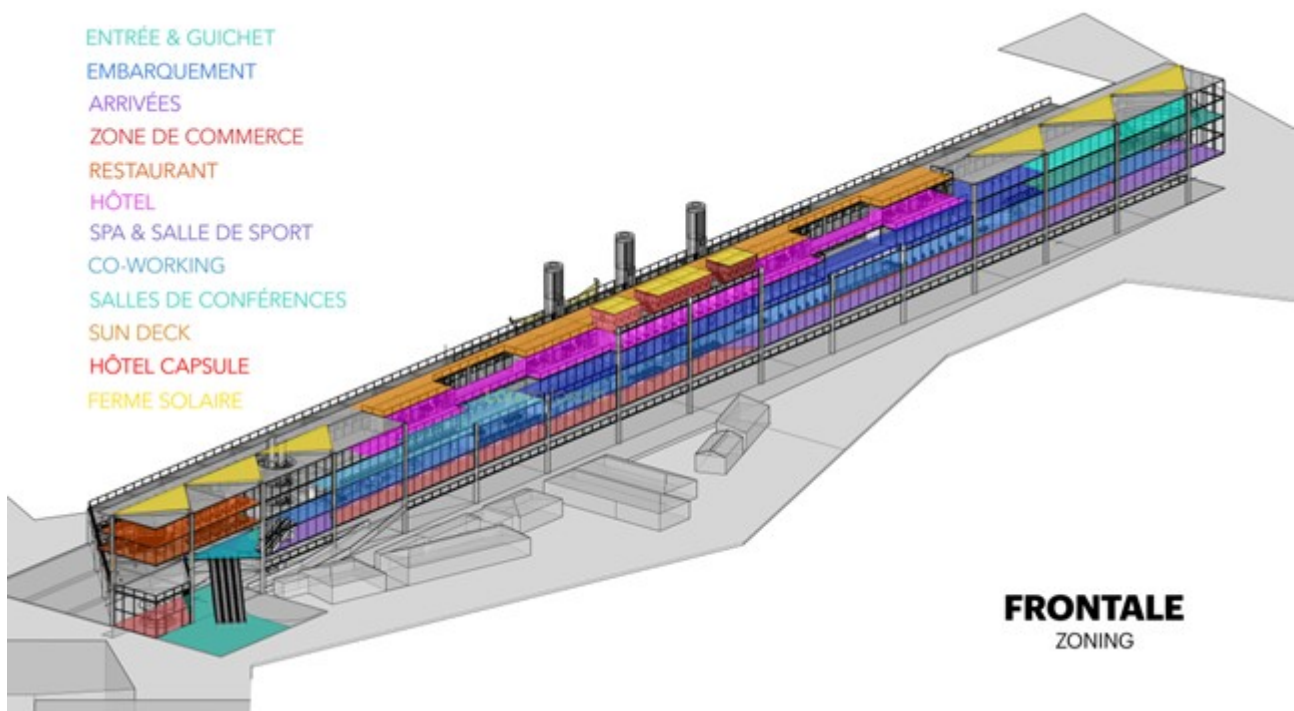 ENTRÉE & GUICHET
EMBARQUEMENT
ARRIVÉES
ZONE DE COMMERCE
RESTAURANT
HÔTEL
SPA & SALLE DE SPORT
CO-WORKING
SALLES DE CONFÉRENCES
SUN DECK
HÔTEL CAPSULE
FERME SOLAIRE
FRONTALE
ZONING